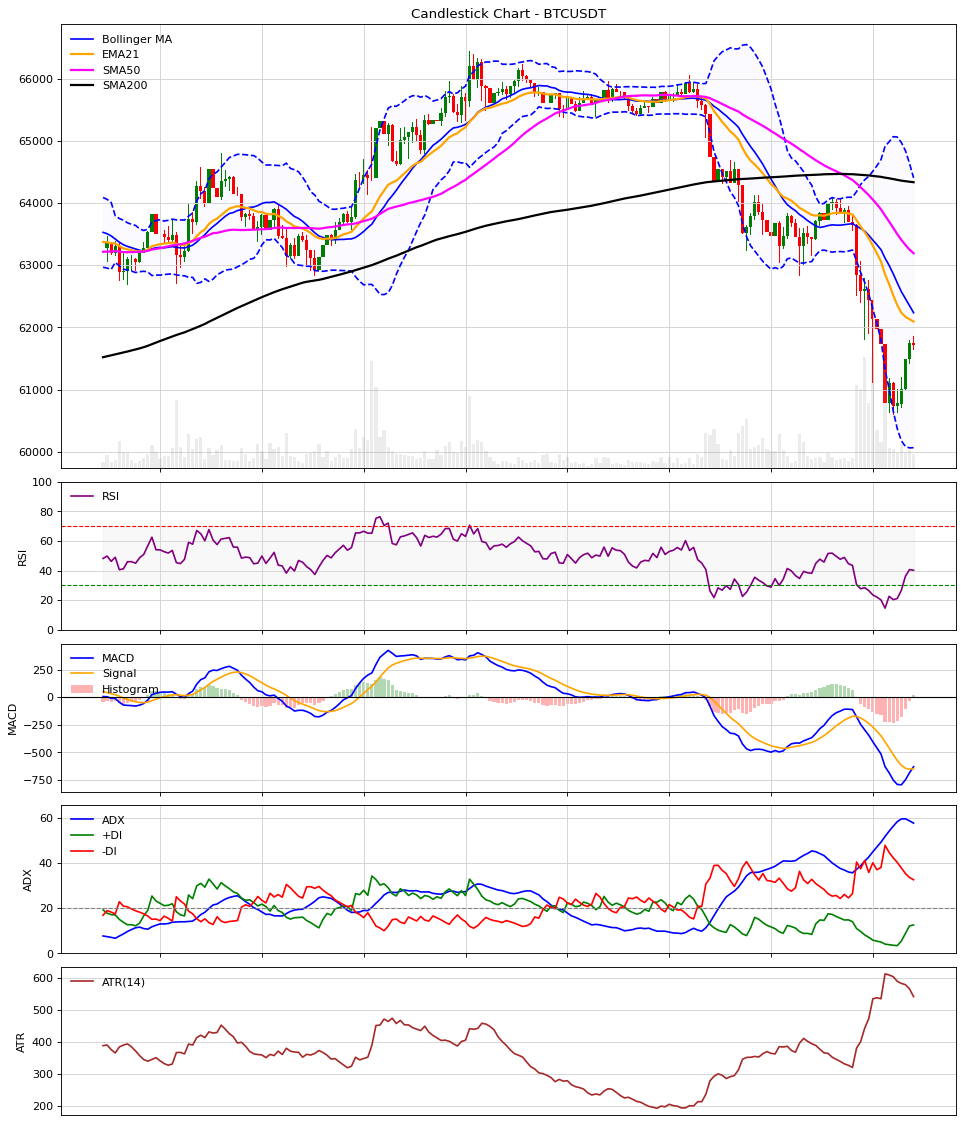 Candlestick Chart - BTCUSDT
Bollinger MA
EMA21
SMA50
SMA200
66000
65000
64000
63000
62000
61000
60000
RSI
RSI
100
80
60
40
20
0
MACD
Signal
Histogram
MACD
250
0
−250
−500
−750
ADX
+DI
-DI
ADX
60
40
20
0
ATR(14)
ATR
600
500
400
300
200